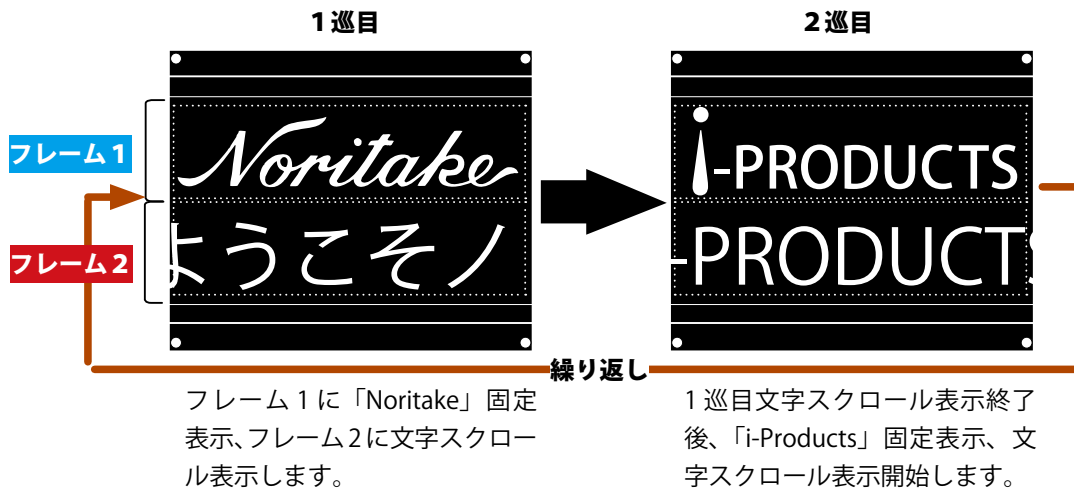 1巡目
2巡目
フレーム1
Noritake
i-PRODUCTS
フレーム2
ようこそノ
-PRODUCTS
繰り返し
フレーム1に「Noritake」固定
表示、フレーム2に文字スクロー
ル表示します。
1巡目文字スクロール表示終了
後、「i-Products」固定表示、文
字スクロール表示開始します。